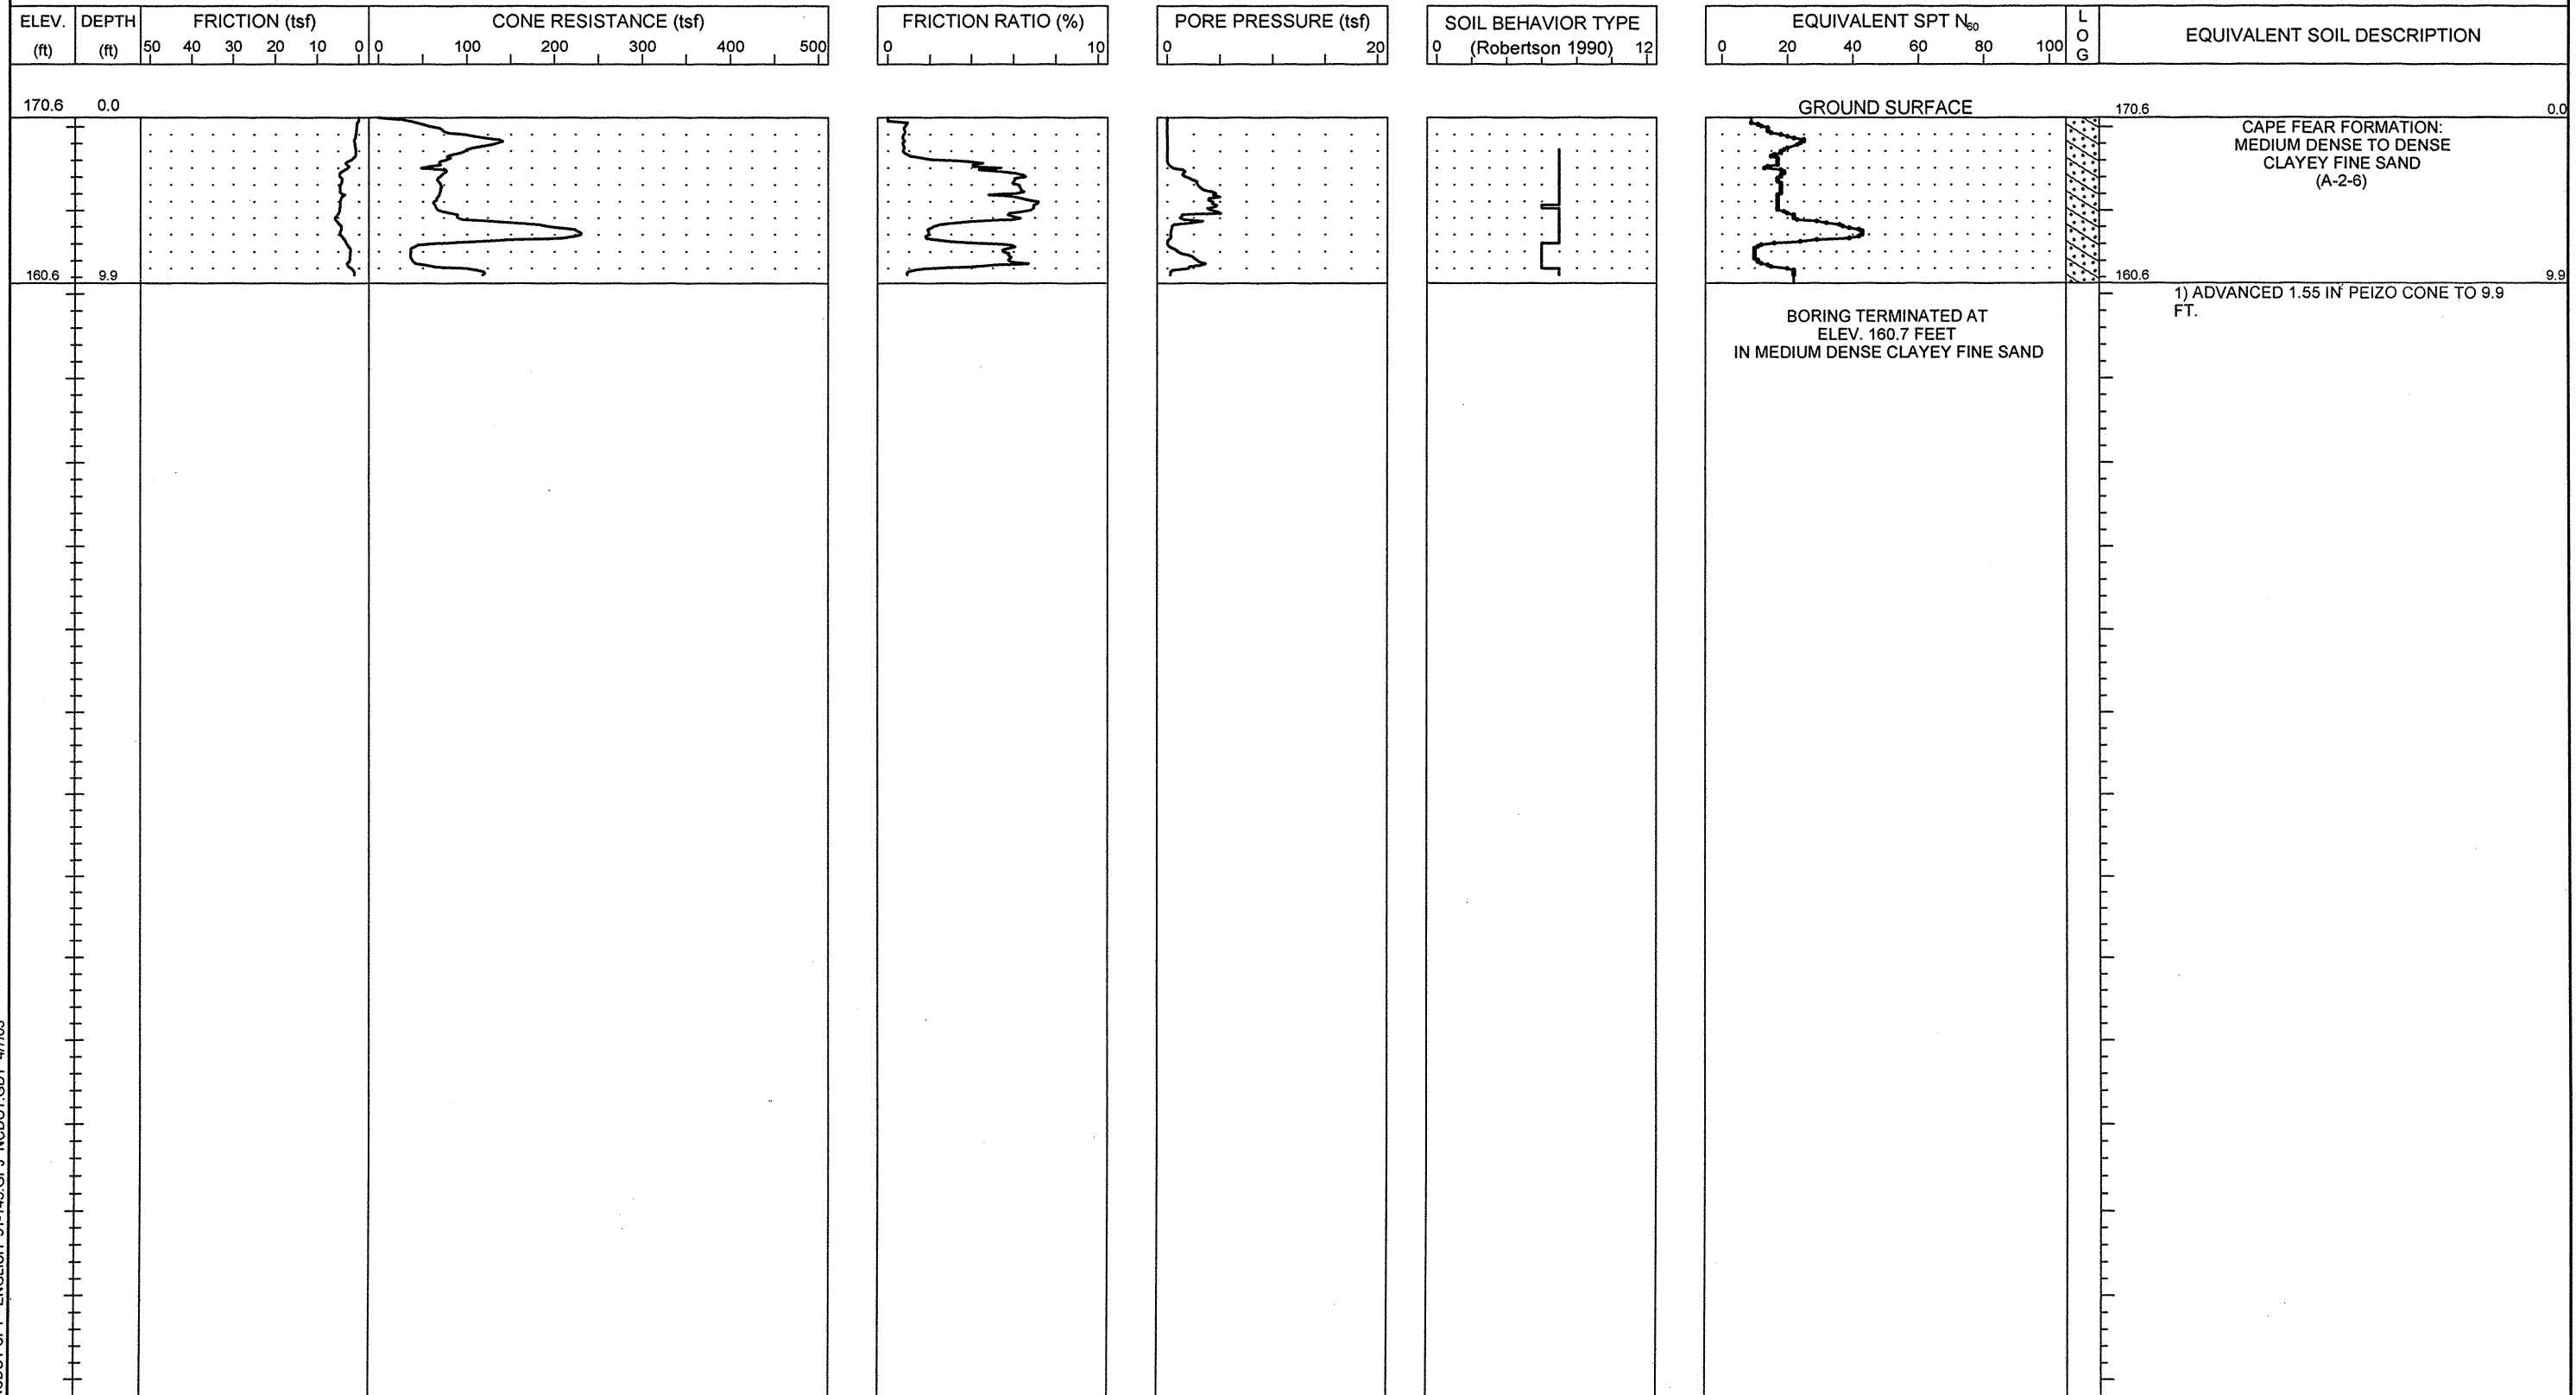 ELEV. DEPTH FRICTION (tsf) CONE RESISTANCE (tsf) FRICTION RATIO (%) PORE PRESSURE (tsf) SOIL BEHAVIOR TYPE EQUIVALENT SPT N60 L
(ft) (ft) 50 40 30 20 10 0 0 100 200 300 400 500 0 10 0 20 (Robertson 1990) O EQUIVALENT SOIL DESCRIPTION
0 12 0 20 40 60 80 100 G
170.6 0.0 GROUND SURFACE 170.6 0.0
CAPE FEAR FORMATION:
MEDIUM DENSE TO DENSE
CLAYEY FINE SAND
(A-2-6)
160.6 9.9 160.6 9.9
1) ADVANCED 1.55 IN² PEIZO CONE TO 9.9
FT.
BORING TERMINATED AT
ELEV. 160.7 FEET
IN MEDIUM DENSE CLAYEY FINE SAND